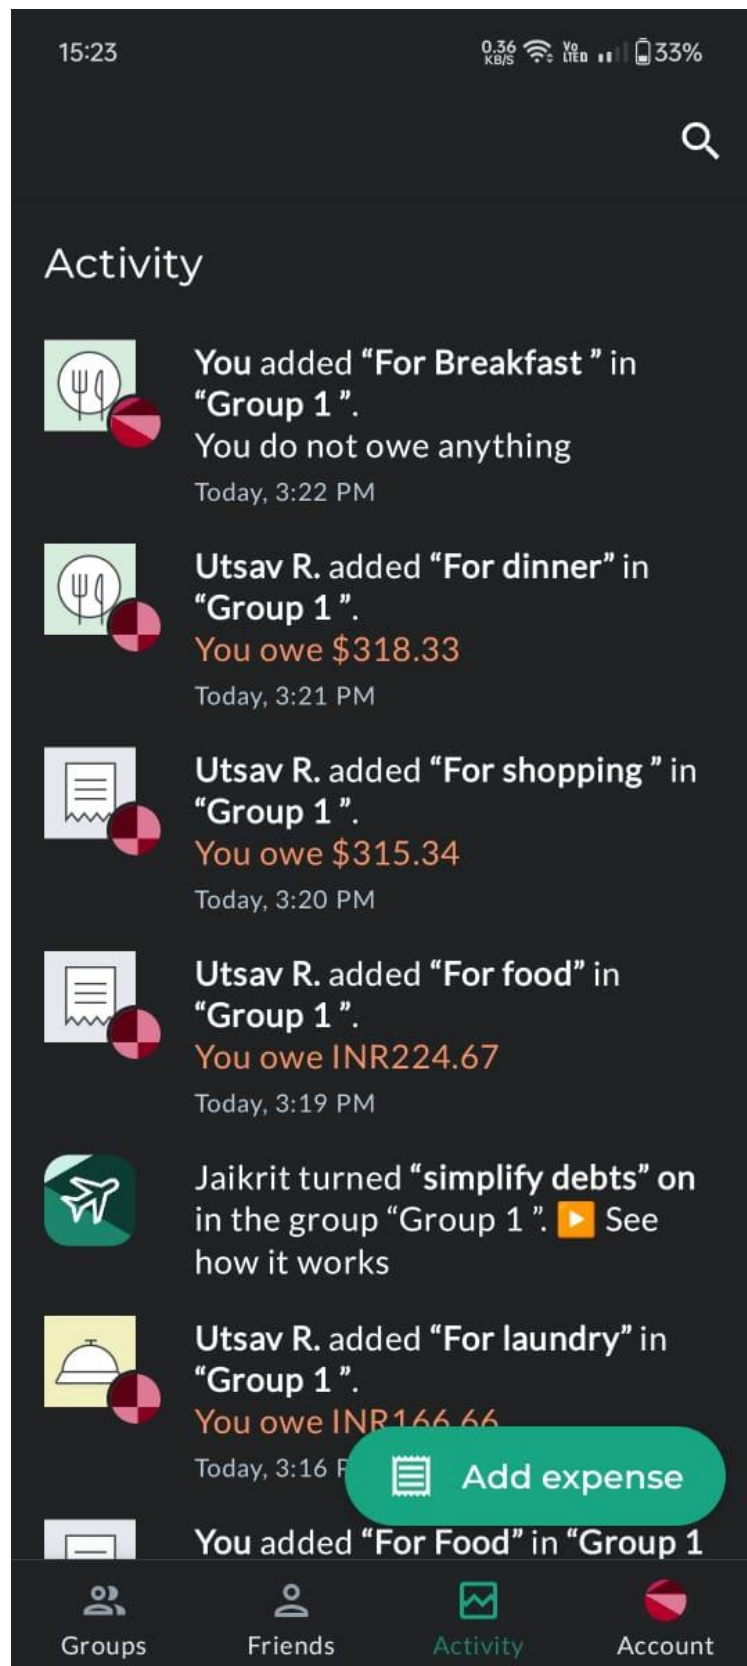 15:23
0.36 KB/S
Vo LTE D
33%
Activity
You added “For Breakfast ” in
“Group 1 ”.
You do not owe anything
Today, 3:22 PM
Utsav R. added “For dinner” in
“Group 1 ”.
You owe $318.33
Today, 3:21 PM
Utsav R. added “For shopping ” in
“Group 1 ”.
You owe $315.34
Today, 3:20 PM
Utsav R. added “For food” in
“Group 1 ”.
You owe INR224.67
Today, 3:19 PM
Jaikrit turned “simplify debts” on
in the group “Group 1 ”. ▶️ See
how it works
Utsav R. added “For laundry” in
“Group 1 ”.
You owe INR166.66
Today, 3:16
Add expense
You added “For Food” in “Group 1
Groups
Friends
Activity
Account